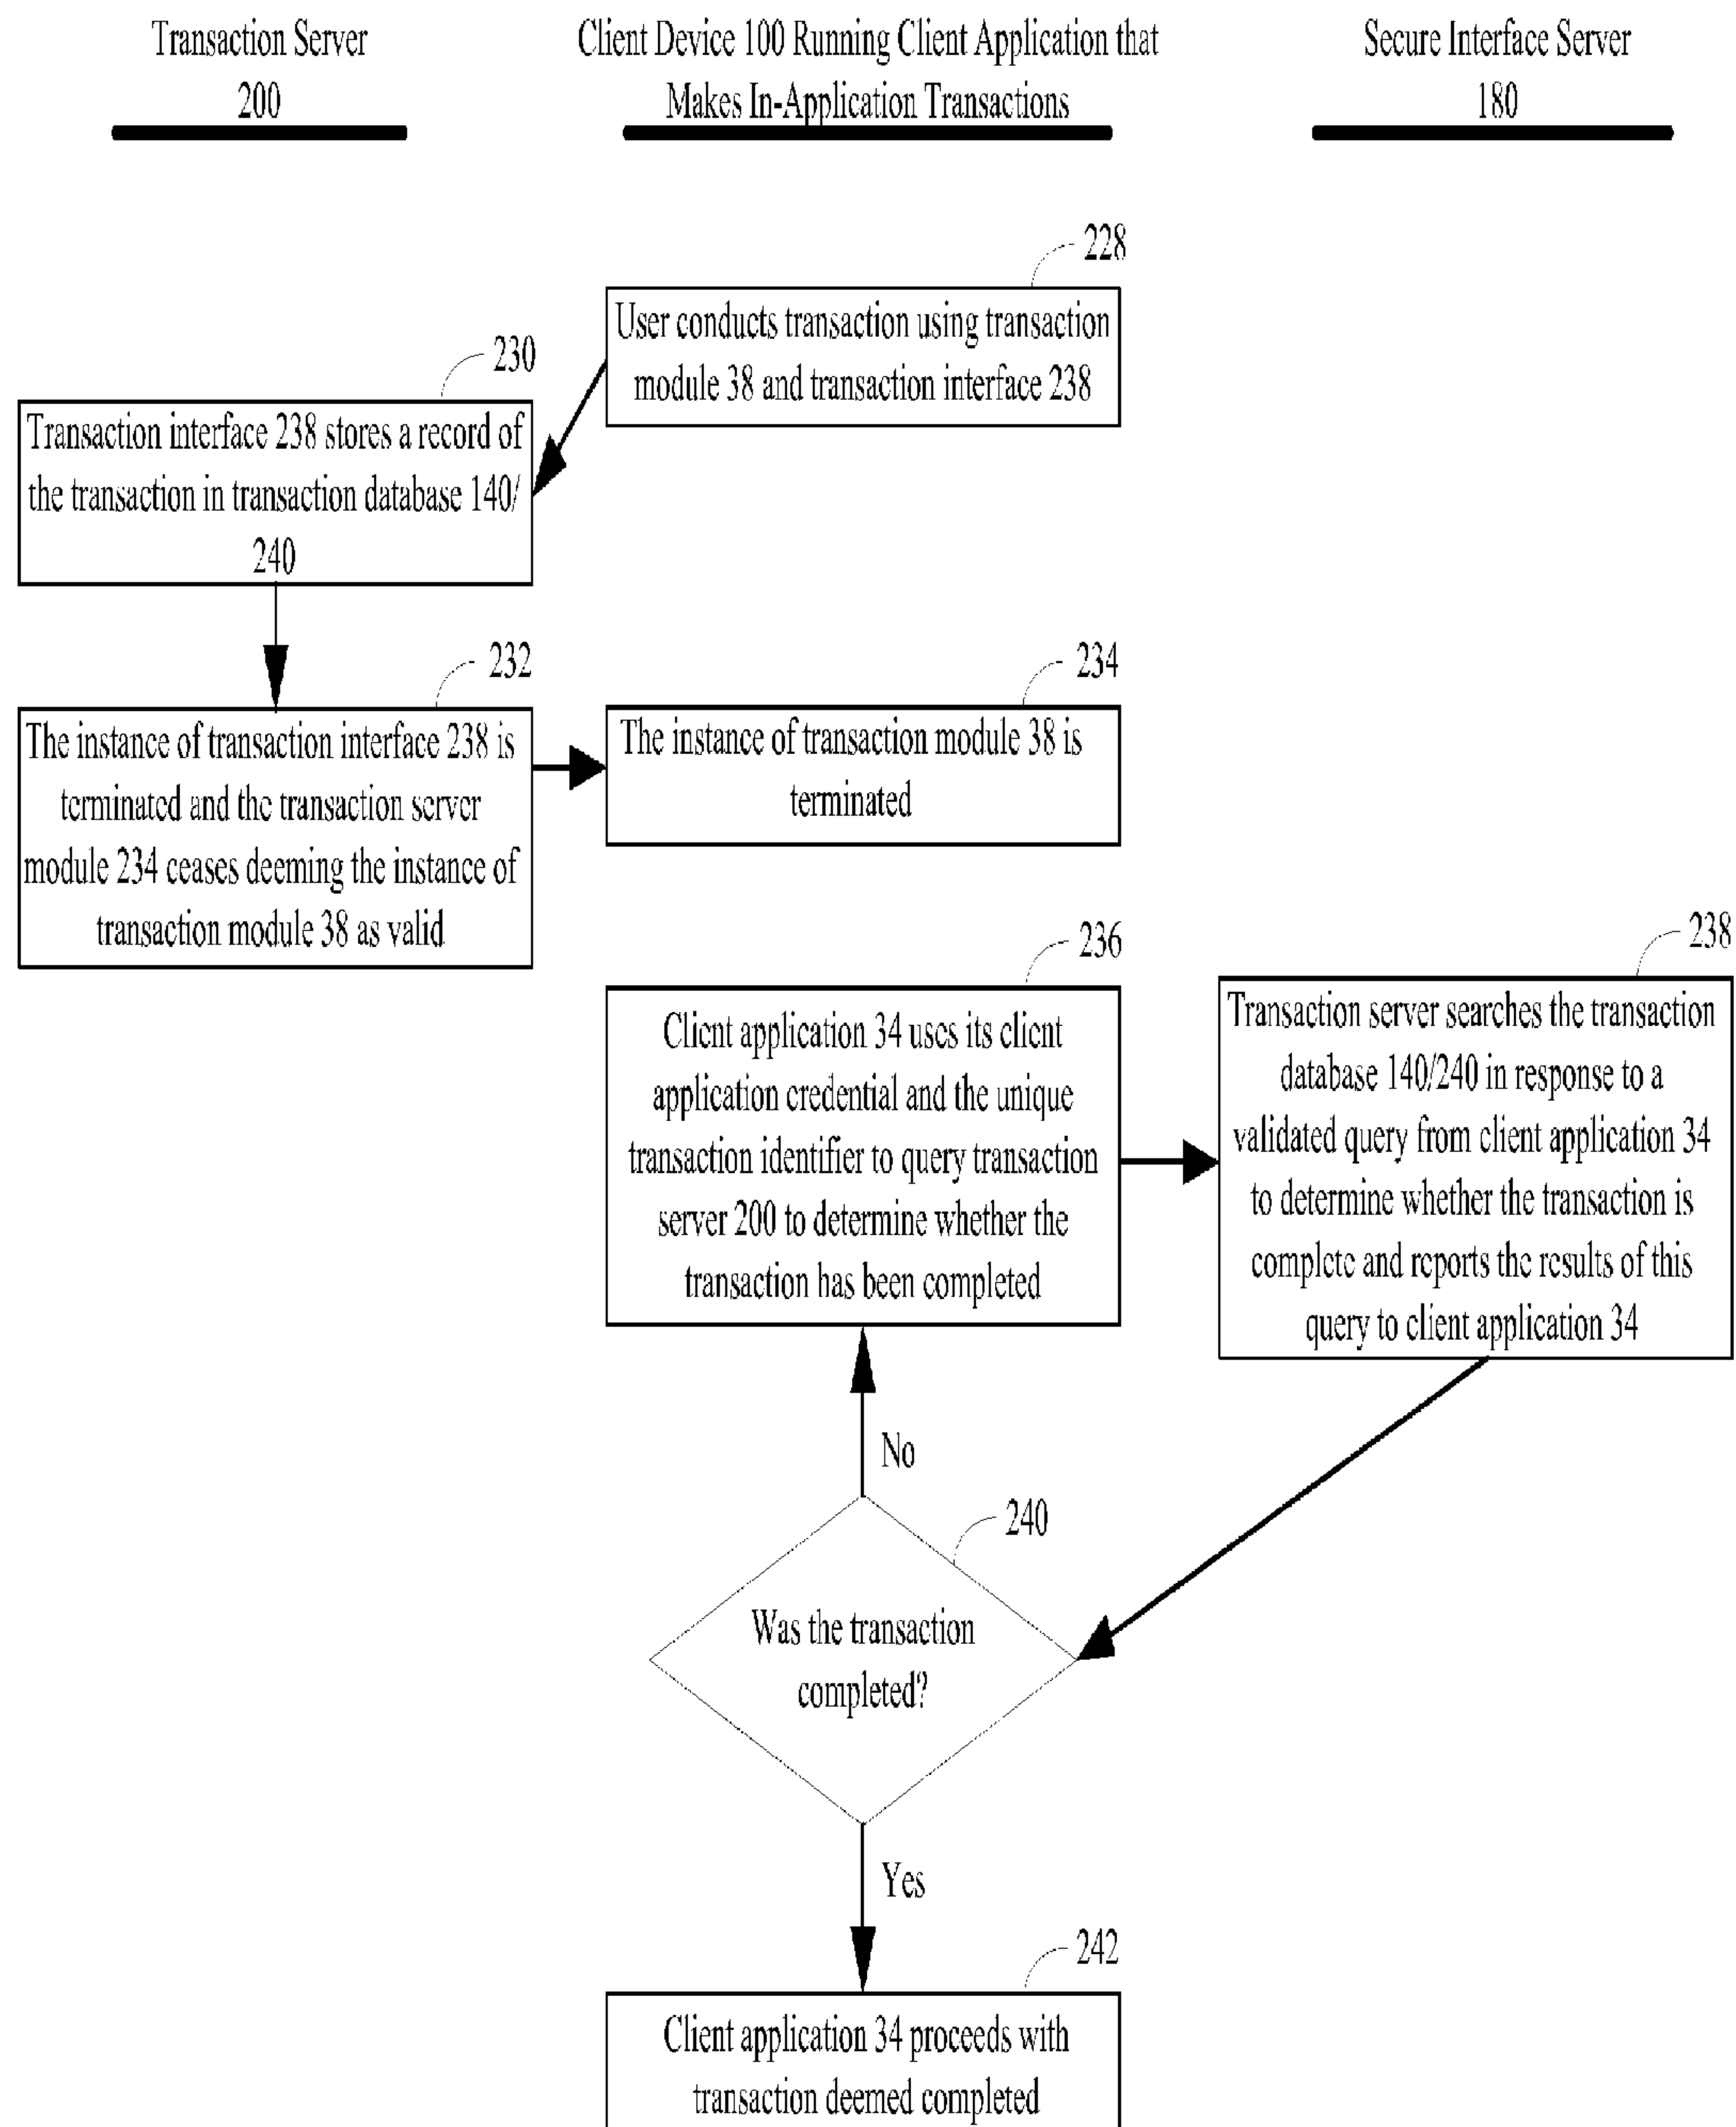 Transaction Server
200
Client Device 100 Running Client Application that
Makes In-Application Transactions
Secure Interface Server
180
228
User conducts transaction using transaction
module 38 and transaction interface 238
230
Transaction interface 238 stores a record of
the transaction in transaction database 140/
240
232
The instance of transaction interface 238 is
terminated and the transaction server
module 234 ceases deeming the instance of
transaction module 38 as valid
234
The instance of transaction module 38 is
terminated
236
Client application 34 uses its client
application credential and the unique
transaction identifier to query transaction
server 200 to determine whether the
transaction has been completed
238
Transaction server searches the transaction
database 140/240 in response to a
validated query from client application 34
to determine whether the transaction is
complete and reports the results of this
query to client application 34
No
240
Was the transaction
completed?
Yes
242
Client application 34 proceeds with
transaction deemed completed